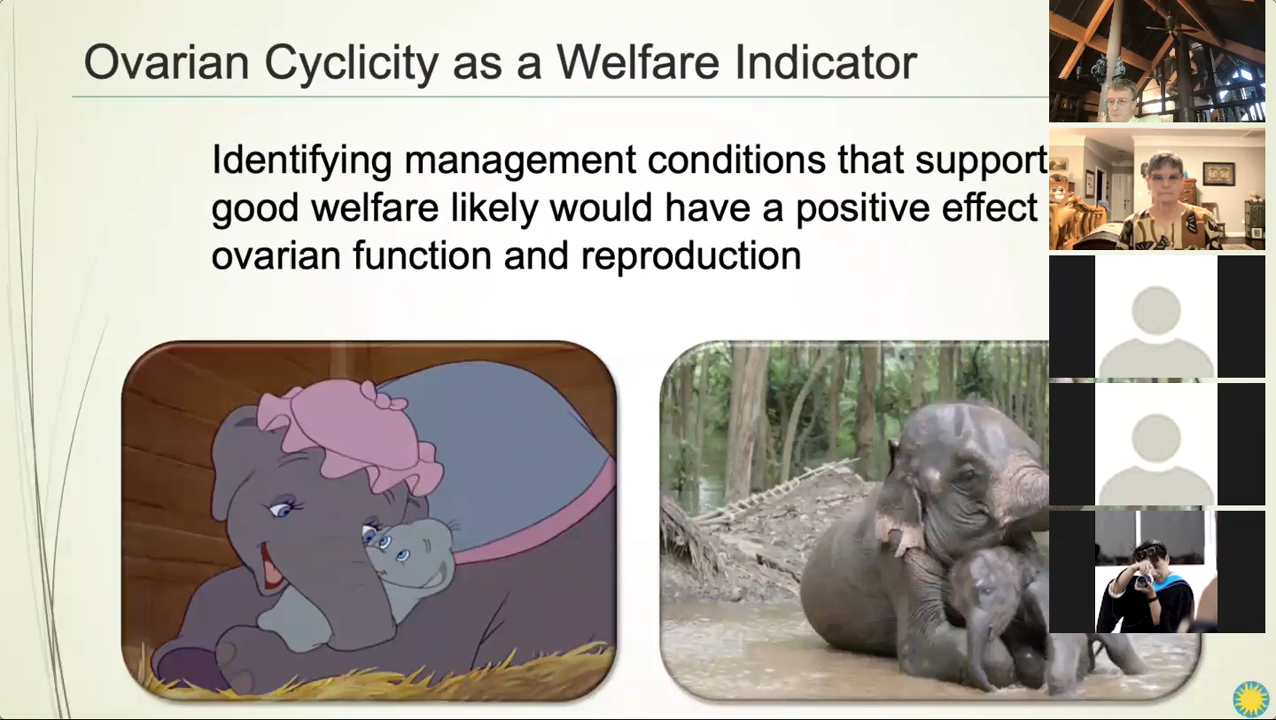 Ovarian Cyclicity as a Welfare Indicator
Identifying management conditions that support
good welfare likely would have a positive effect
ovarian function and reproduction